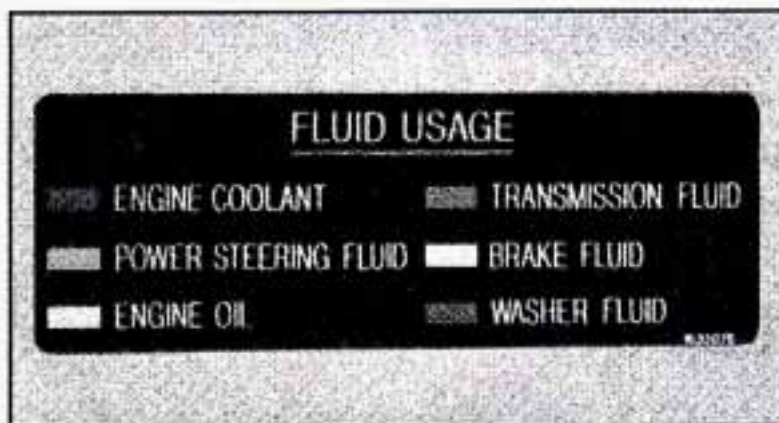 FLUID USAGE
ENGINE COOLANT
TRANSMISSION FLUID
POWER STEERING FLUID
BRAKE FLUID
ENGINE OIL
WASHER FLUID